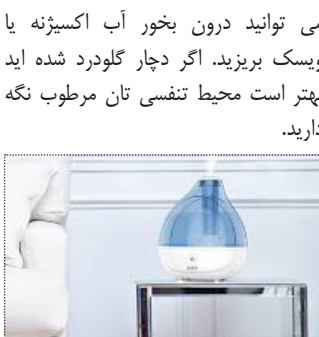 می توانید درون بخور آب اکسیژنه یا
ویسک بریزید. اگر دچار گلودرد شده اید
بهتر است محیط تنفسی تان مرطوب نگه
دارید.